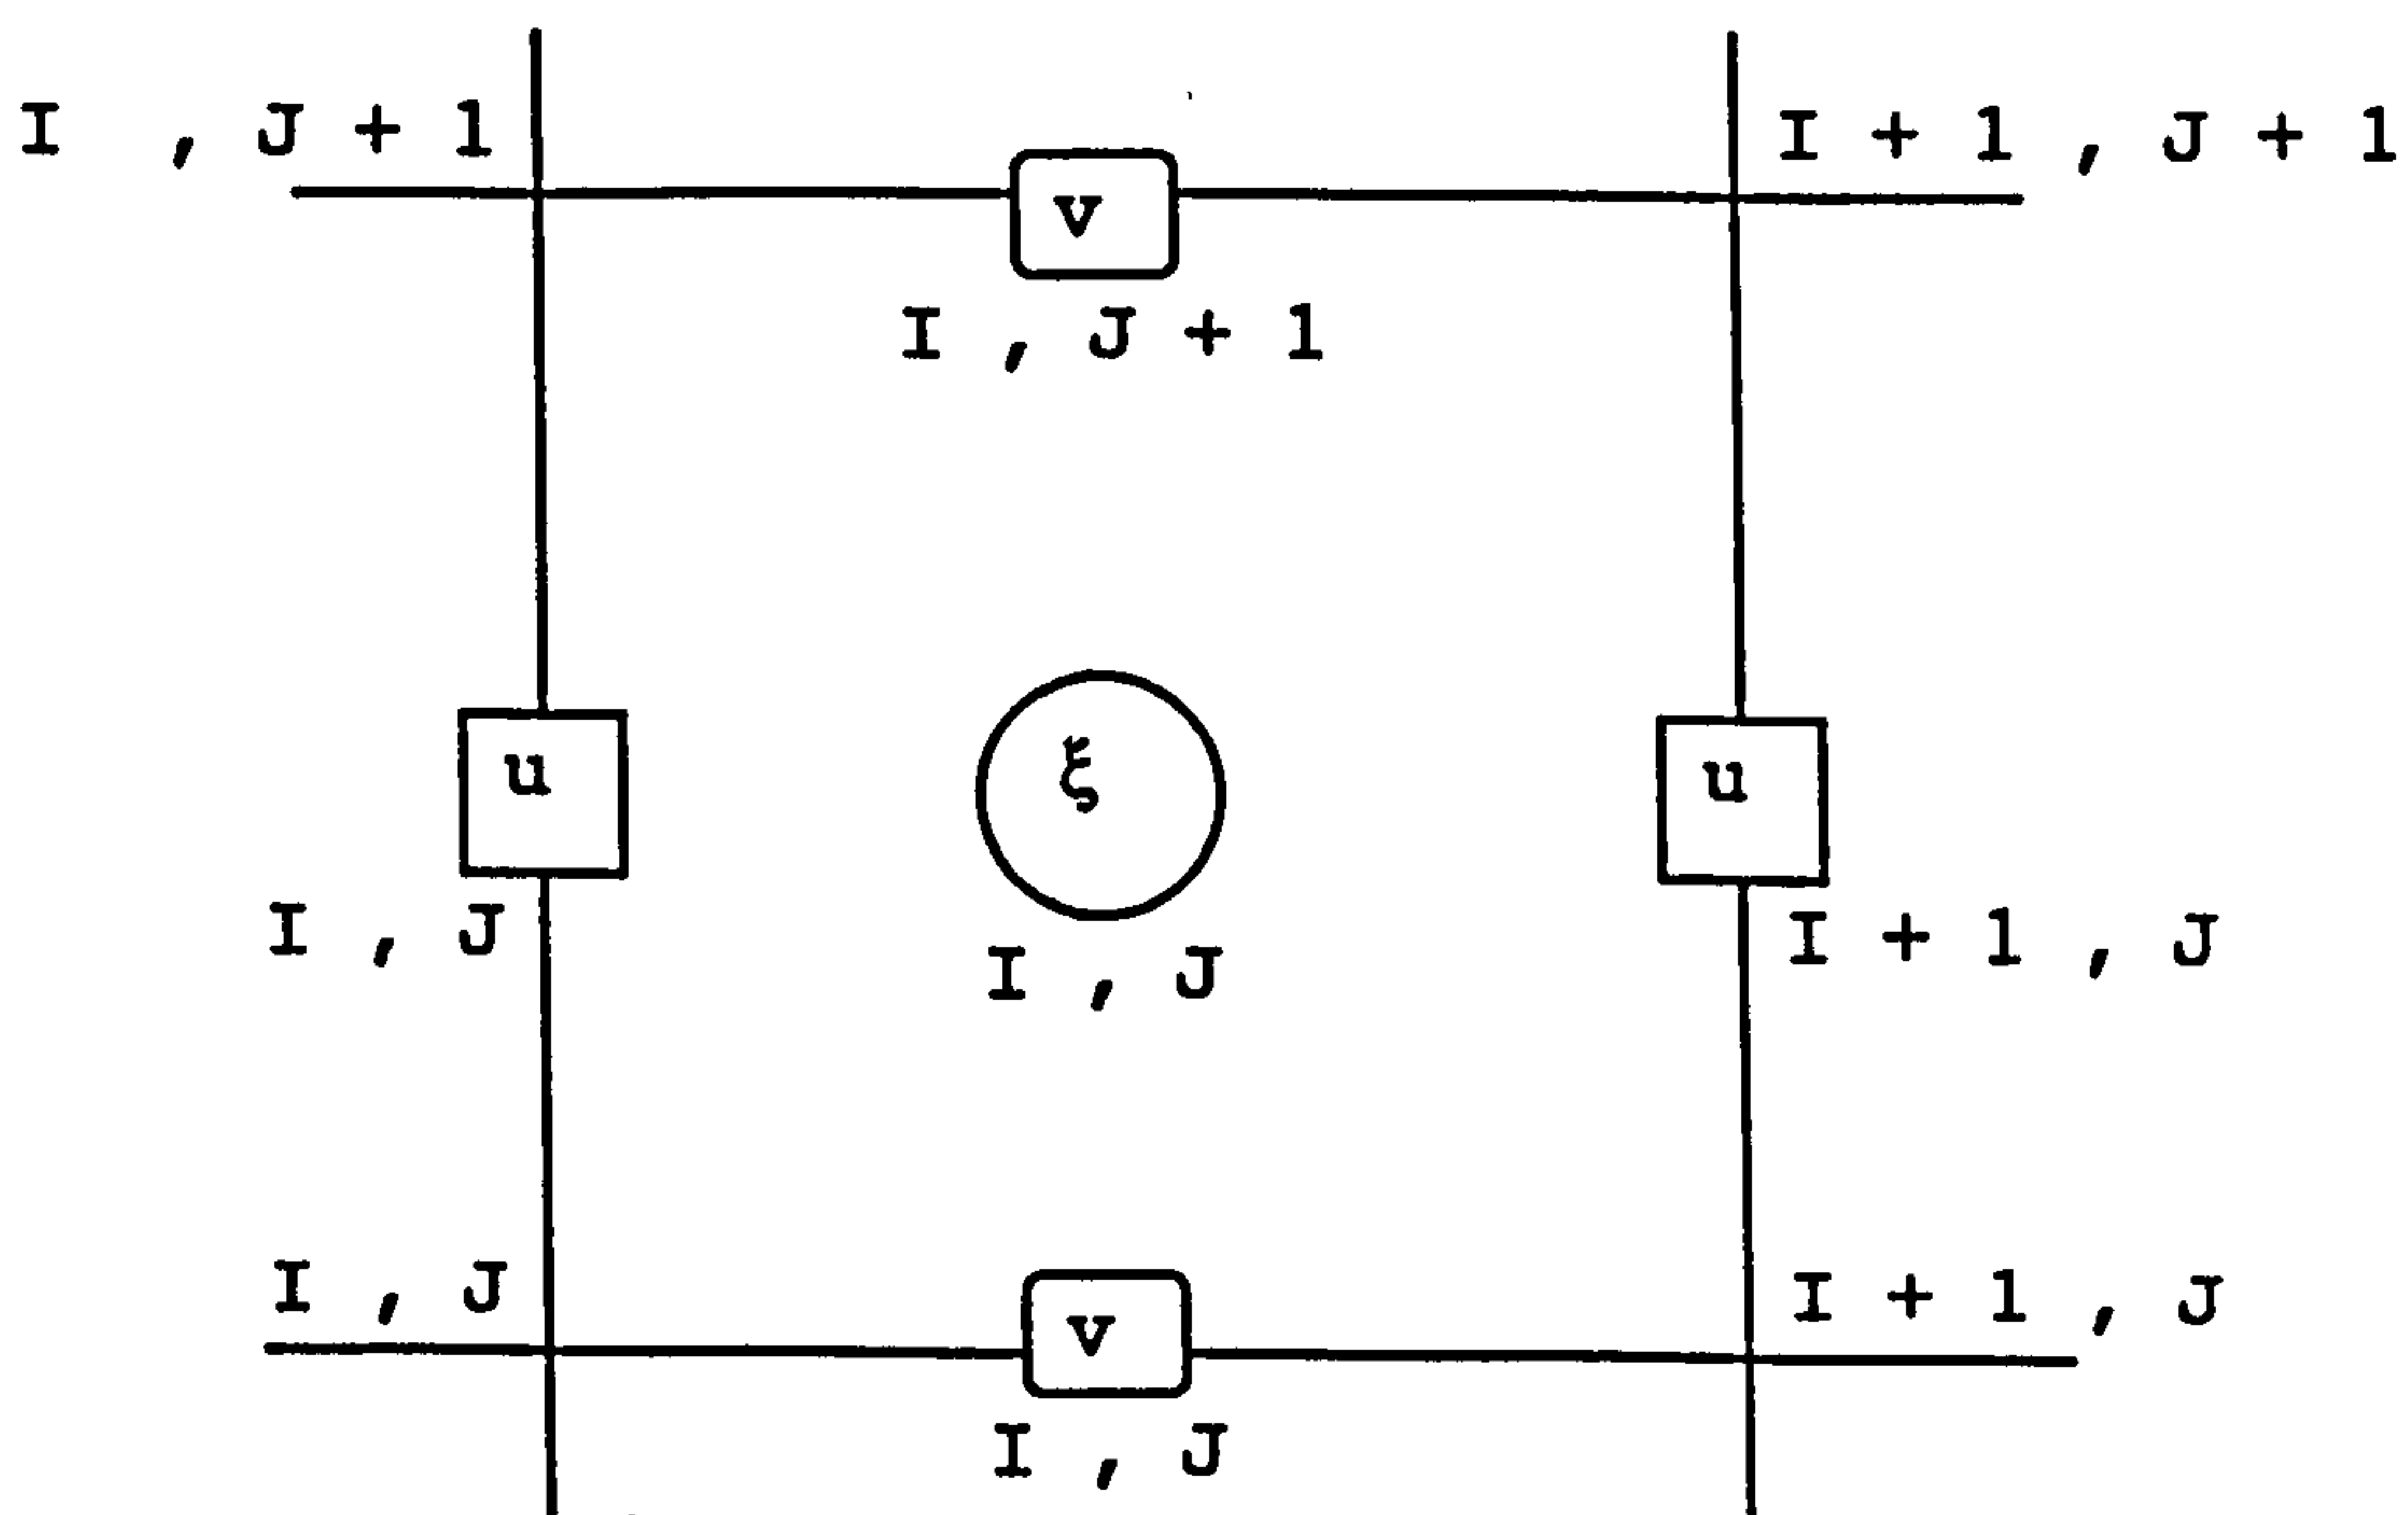 I , J + 1
I + 1 , J + 1
v
I , J + 1
u
ξ
u
I , J
I , J
I + 1 , J
I , J
I + 1 , J
v
I , J